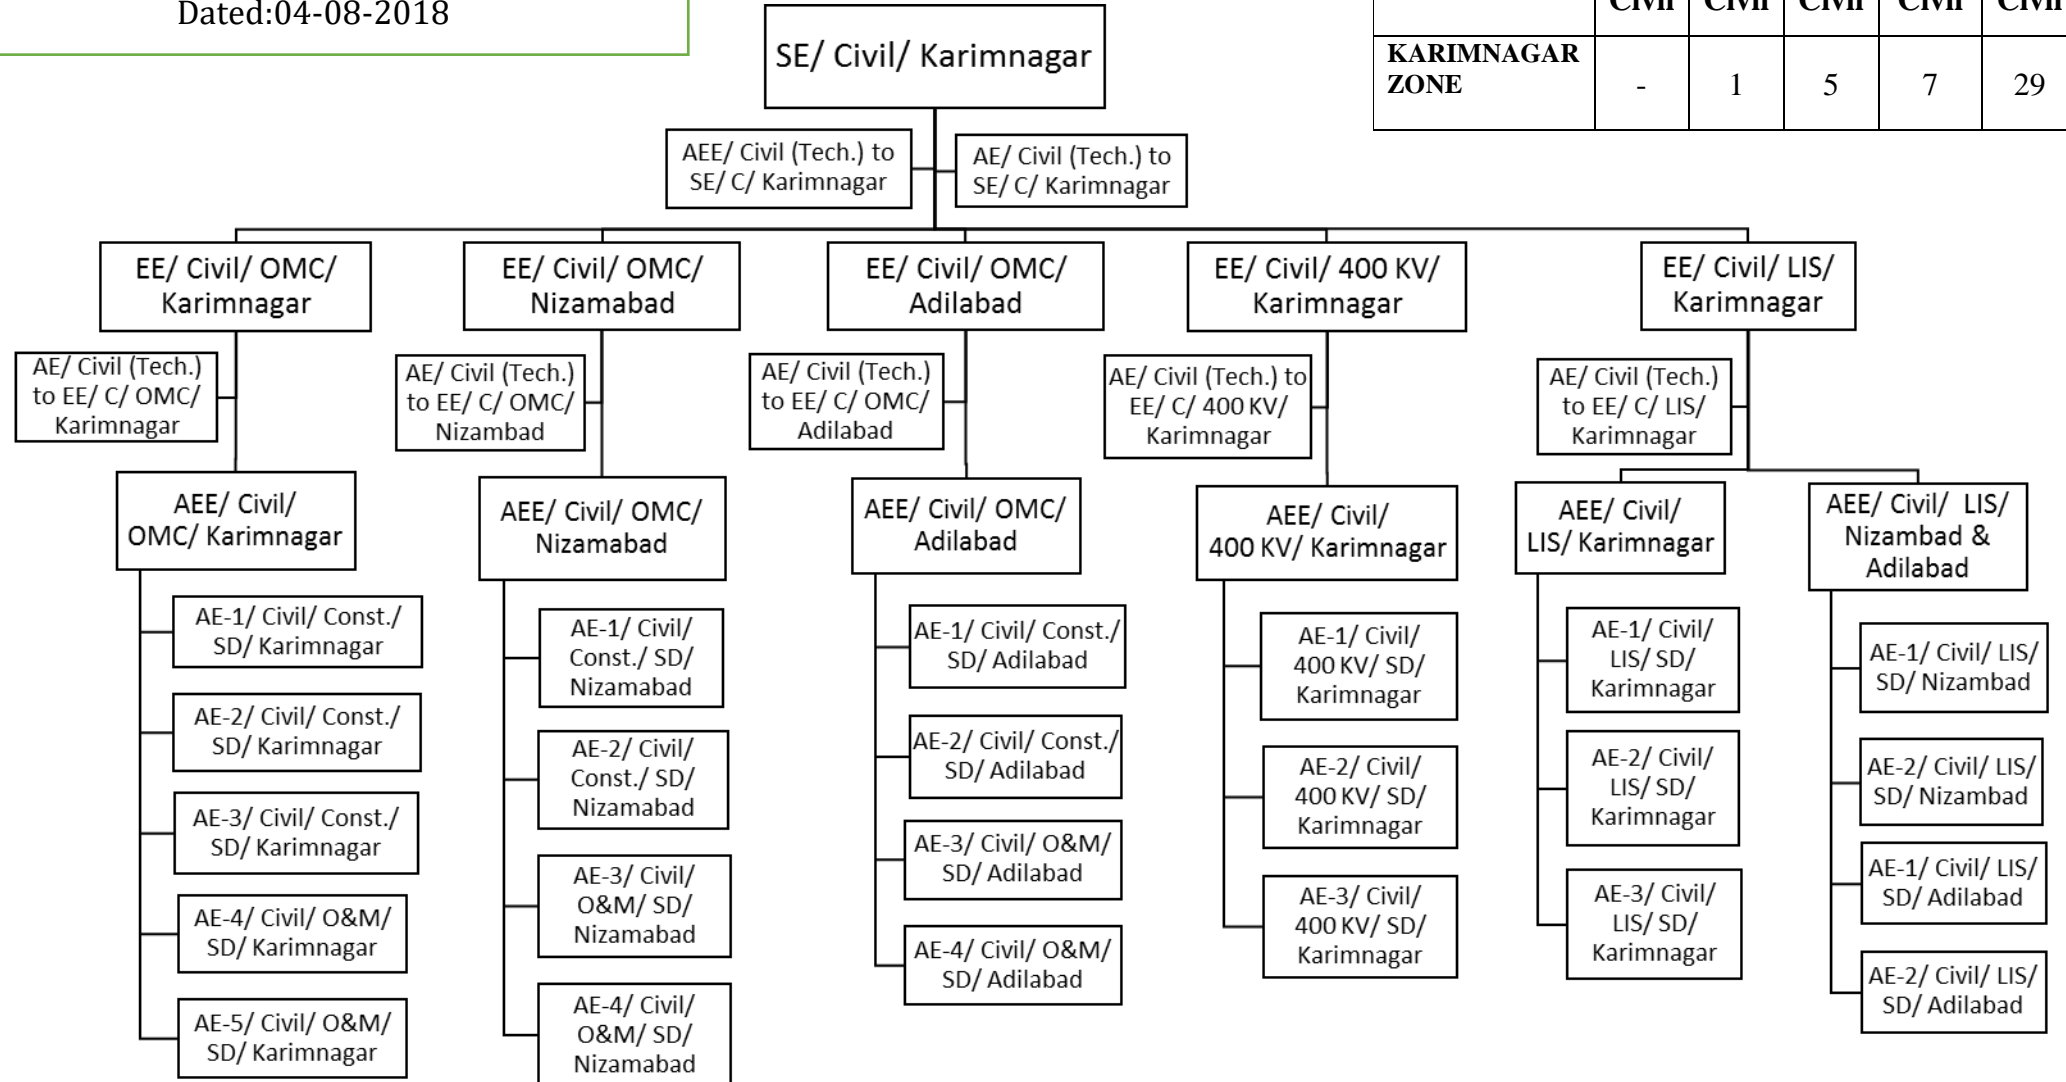 Dated:04-08-2018
Civil Civil Civil Civil Civil
KARIMNAGAR
ZONE
- 1 5 7 29
SE/ Civil/ Karimnagar
AEE/ Civil (Tech.) to
SE/ C/ Karimnagar
AE/ Civil (Tech.) to
SE/ C/ Karimnagar
EE/ Civil/ OMC/
Karimnagar
EE/ Civil/ OMC/
Nizamabad
EE/ Civil/ OMC/
Adilabad
EE/ Civil/ 400 KV/
Karimnagar
EE/ Civil/ LIS/
Karimnagar
AE/ Civil (Tech.)
to EE/ C/ OMC/
Karimnagar
AE/ Civil (Tech.)
to EE/ C/ OMC/
Nizambad
AE/ Civil (Tech.)
to EE/ C/ OMC/
Adilabad
AE/ Civil (Tech.) to
EE/ C/ 400 KV/
Karimnagar
AE/ Civil (Tech.)
to EE/ C/ LIS/
Karimnagar
AEE/ Civil/
OMC/ Karimnagar
AEE/ Civil/ OMC/
Nizamabad
AEE/ Civil/ OMC/
Adilabad
AEE/ Civil/
400 KV/ Karimnagar
AEE/ Civil/
LIS/ Karimnagar
AEE/ Civil/ LIS/
Nizambad &
Adilabad
AE-1/ Civil/ Const./
SD/ Karimnagar
AE-2/ Civil/ Const./
SD/ Karimnagar
AE-3/ Civil/ Const./
SD/ Karimnagar
AE-4/ Civil/ O&M/
SD/ Karimnagar
AE-5/ Civil/ O&M/
SD/ Karimnagar
AE-1/ Civil/
Const./ SD/
Nizamabad
AE-2/ Civil/
Const./ SD/
Nizamabad
AE-3/ Civil/
O&M/ SD/
Nizamabad
AE-4/ Civil/
O&M/ SD/
Nizamabad
AE-1/ Civil/ Const./
SD/ Adilabad
AE-2/ Civil/ Const./
SD/ Adilabad
AE-3/ Civil/ O&M/
SD/ Adilabad
AE-4/ Civil/ O&M/
SD/ Adilabad
AE-1/ Civil/
400 KV/ SD/
Karimnagar
AE-2/ Civil/
400 KV/ SD/
Karimnagar
AE-3/ Civil/
400 KV/ SD/
Karimnagar
AE-1/ Civil/
LIS/ SD/
Karimnagar
AE-2/ Civil/
LIS/ SD/
Karimnagar
AE-3/ Civil/
LIS/ SD/
Karimnagar
AE-1/ Civil/ LIS/
SD/ Nizambad
AE-2/ Civil/ LIS/
SD/ Nizambad
AE-1/ Civil/ LIS/
SD/ Adilabad
AE-2/ Civil/ LIS/
SD/ Adilabad